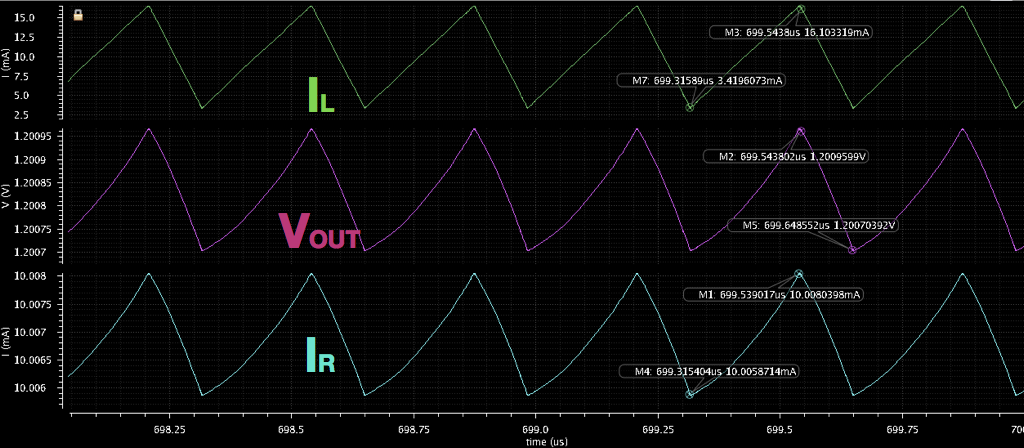 15.0
12.5
10.0
7.5
5.0
2.5
I (mA)
M3: 699.5438us 16.103319mA
M7: 699.31589us 3.4196073mA
IL
1.20095
1.2009
1.20085
1.2008
1.20075
1.2007
V (V)
M2: 699.543802us 1.2009599V
M5: 699.648552us 1.20070392V
VOUT
10.008
10.0075
10.007
10.0065
10.006
I (mA)
M1: 699.539017us 10.0080398mA
IR
M4: 699.315404us 10.0058714mA
698.25 698.5 698.75 699.0 699.25 699.5 699.75 700
time (us)